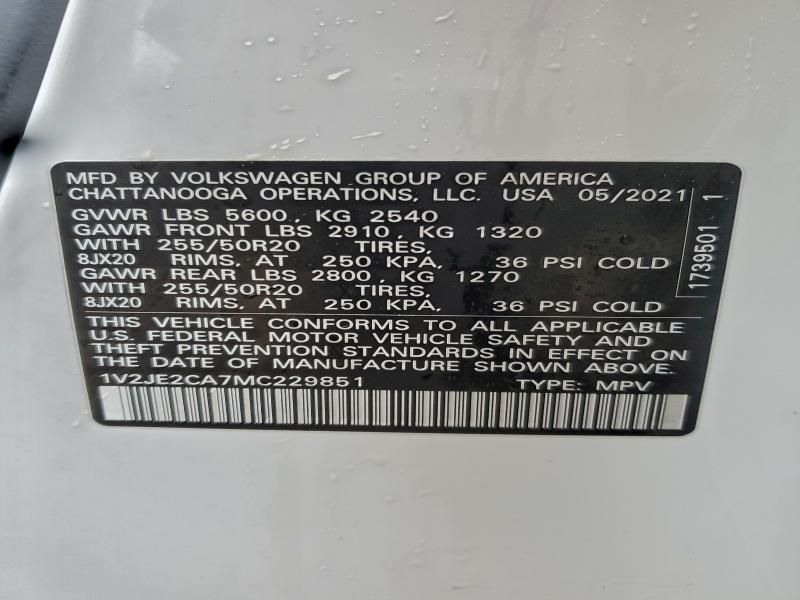 MFD BY VOLKSWAGEN GROUP OF AMERICA
CHATTANOOGA OPERATIONS, LLC. USA 05/2021
GVWR LBS 5600, KG 2540
GAWR FRONT LBS 2910, KG 1320
WITH 255/50R20 TIRES,
8JX20 RIMS, AT 250 KPA, 36 PSI COLD
GAWR REAR LBS 2800, KG 1270
WITH 255/50R20 TIRES,
8JX20 RIMS, AT 250 KPA, 36 PSI COLD
THIS VEHICLE CONFORMS TO ALL APPLICABLE
U.S. FEDERAL MOTOR VEHICLE SAFETY AND
THEFT PREVENTION STANDARDS IN EFFECT ON
THE DATE OF MANUFACTURE SHOWN ABOVE.
1V2JE2CA7MC229851 TYPE: MPV
1739501 1